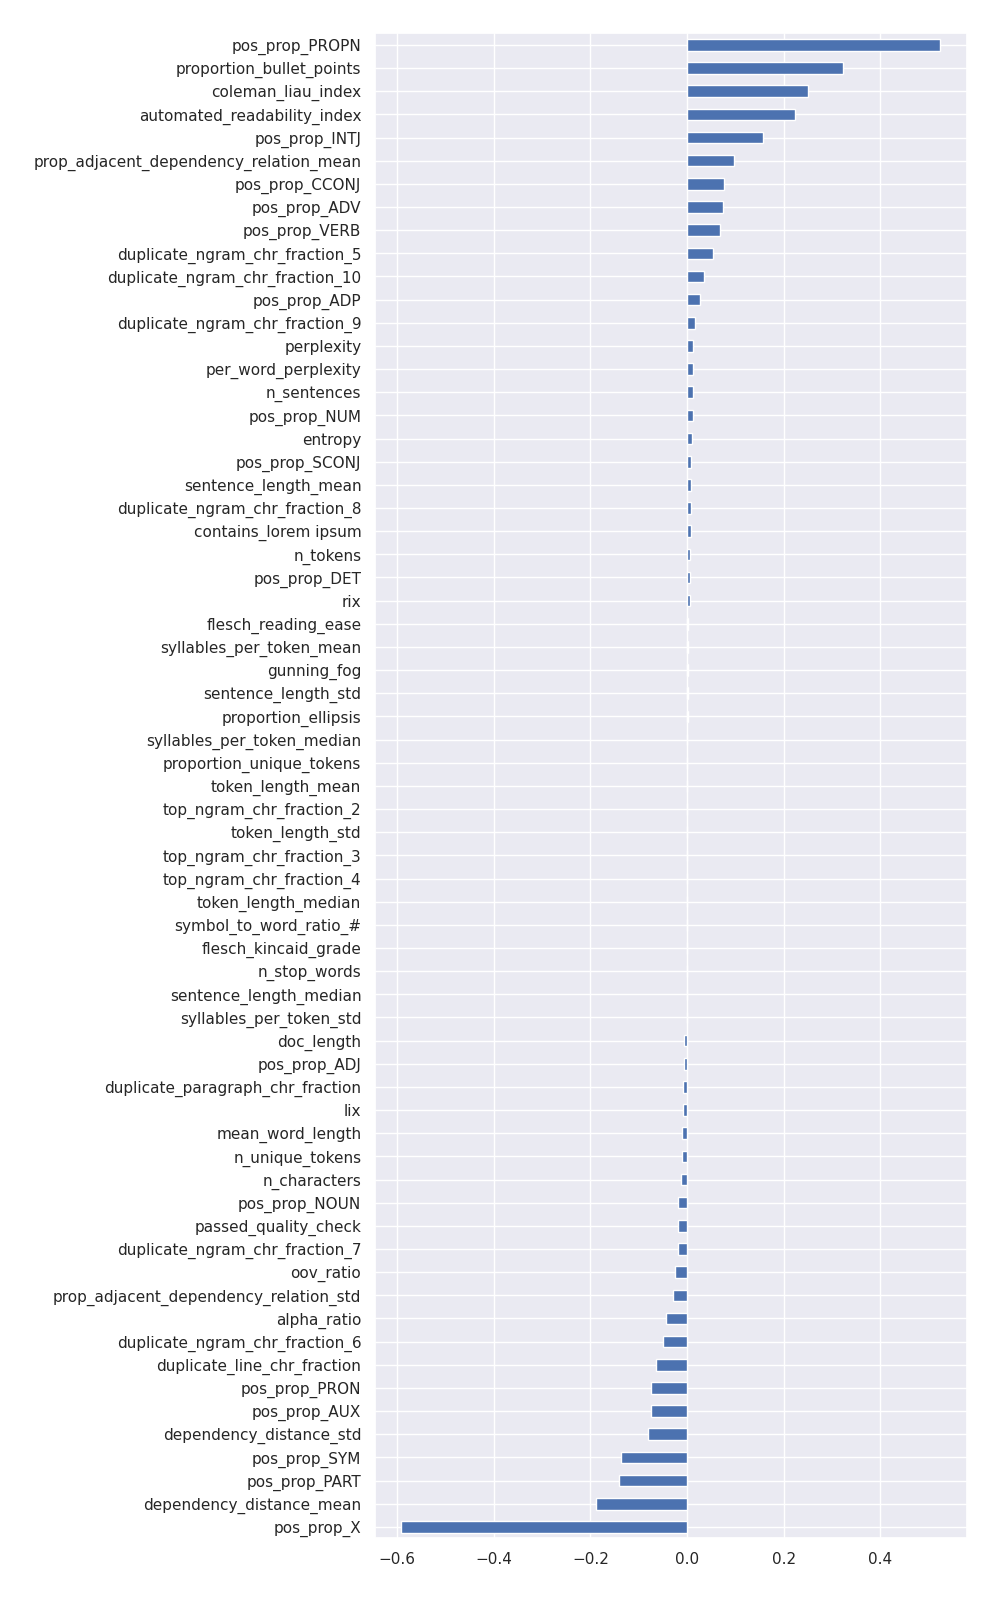 pos_prop_PROPN
proportion_bullet_points
coleman_liau_index
automated_readability_index
pos_prop_INTJ
prop_adjacent_dependency_relation_mean
pos_prop_CCONJ
pos_prop_ADV
pos_prop_VERB
duplicate_ngram_chr_fraction_5
duplicate_ngram_chr_fraction_10
pos_prop_ADP
duplicate_ngram_chr_fraction_9
perplexity
per_word_perplexity
n_sentences
pos_prop_NUM
entropy
pos_prop_SCONJ
sentence_length_mean
duplicate_ngram_chr_fraction_8
contains_lorem ipsum
n_tokens
pos_prop_DET
rix
flesch_reading_ease
syllables_per_token_mean
gunning_fog
sentence_length_std
proportion_ellipsis
syllables_per_token_median
proportion_unique_tokens
token_length_mean
top_ngram_chr_fraction_2
token_length_std
top_ngram_chr_fraction_3
top_ngram_chr_fraction_4
token_length_median
symbol_to_word_ratio_#
flesch_kincaid_grade
n_stop_words
sentence_length_median
syllables_per_token_std
doc_length
pos_prop_ADJ
duplicate_paragraph_chr_fraction
lix
mean_word_length
n_unique_tokens
n_characters
pos_prop_NOUN
passed_quality_check
duplicate_ngram_chr_fraction_7
oov_ratio
prop_adjacent_dependency_relation_std
alpha_ratio
duplicate_ngram_chr_fraction_6
duplicate_line_chr_fraction
pos_prop_PRON
pos_prop_AUX
dependency_distance_std
pos_prop_SYM
pos_prop_PART
dependency_distance_mean
pos_prop_X
−0.6 −0.4 −0.2 0.0 0.2 0.4